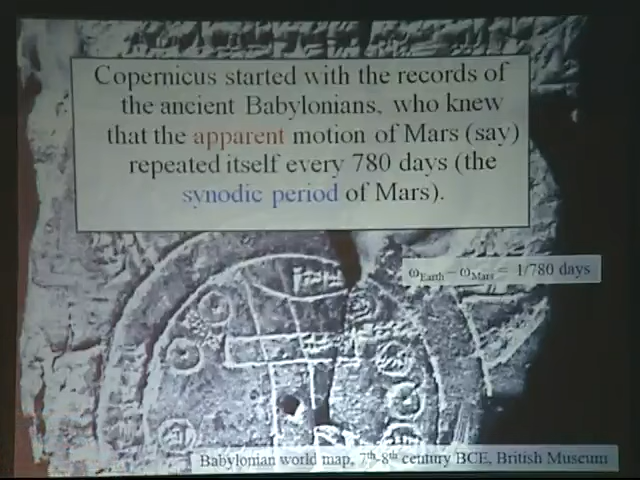 Copernicus started with the records of
the ancient Babylonians, who knew
that the apparent motion of Mars (say)
repeated itself every 780 days (the
synodic period of Mars).
ωEarth – ωMars = 1/780 days
Babylonian world map, 7th-8th century BCE, British Museum